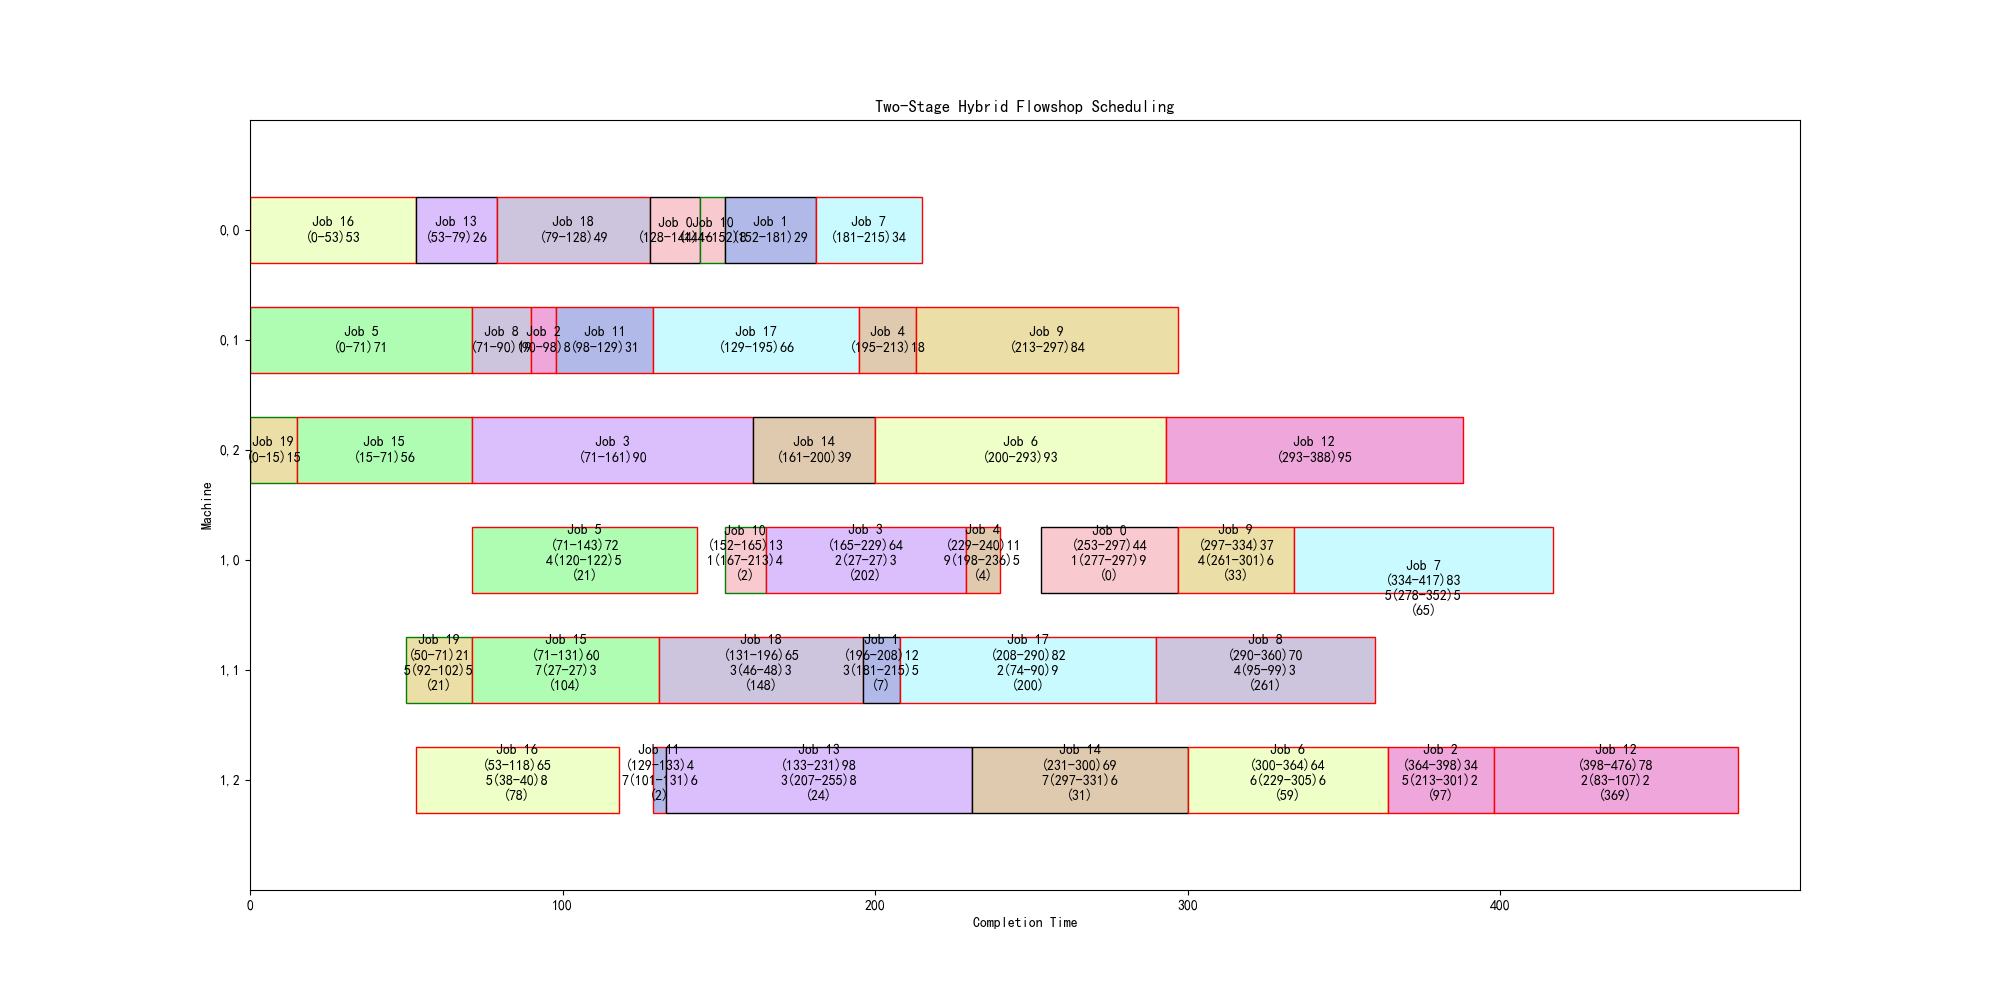 Two-Stage Hybrid Flowshop Scheduling
Machine
0,0
Job 16
(0-53)53
Job 13
(53-79)26
Job 18
(79-128)49
Job 0
(128-144)16
Job 10
(144-152)8
Job 1
(152-181)29
Job 7
(181-215)34
0,1
Job 5
(0-71)71
Job 8
(71-90)19
Job 2
(90-98)8
Job 11
(98-129)31
Job 17
(129-195)66
Job 4
(195-213)18
Job 9
(213-297)84
0,2
Job 19
(0-15)15
Job 15
(15-71)56
Job 3
(71-161)90
Job 14
(161-200)39
Job 6
(200-293)93
Job 12
(293-388)95
1,0
Job 5
(71-143)72
4(120-122)5
(21)
Job 10
(152-165)13
1(167-213)4
(2)
Job 3
(165-229)64
2(27-27)3
(202)
Job 4
(229-240)11
9(198-236)5
(4)
Job 0
(253-297)44
1(277-297)9
(0)
Job 9
(297-334)37
4(261-301)6
(33)
Job 7
(334-417)83
5(278-352)5
(65)
1,1
Job 19
(50-71)21
5(92-102)5
(21)
Job 15
(71-131)60
7(27-27)3
(104)
Job 18
(131-196)65
3(46-48)3
(148)
Job 1
(196-208)12
3(181-215)5
(7)
Job 17
(208-290)82
2(74-90)9
(200)
Job 8
(290-360)70
4(95-99)3
(261)
1,2
Job 16
(53-118)65
5(38-40)8
(78)
Job 11
(129-133)4
7(101-131)6
(2)
Job 13
(133-231)98
3(207-255)8
(24)
Job 14
(231-300)69
7(297-331)6
(31)
Job 6
(300-364)64
6(229-305)6
(59)
Job 2
(364-398)34
5(213-301)2
(97)
Job 12
(398-476)78
2(83-107)2
(369)
0
100
200
300
400
Completion Time